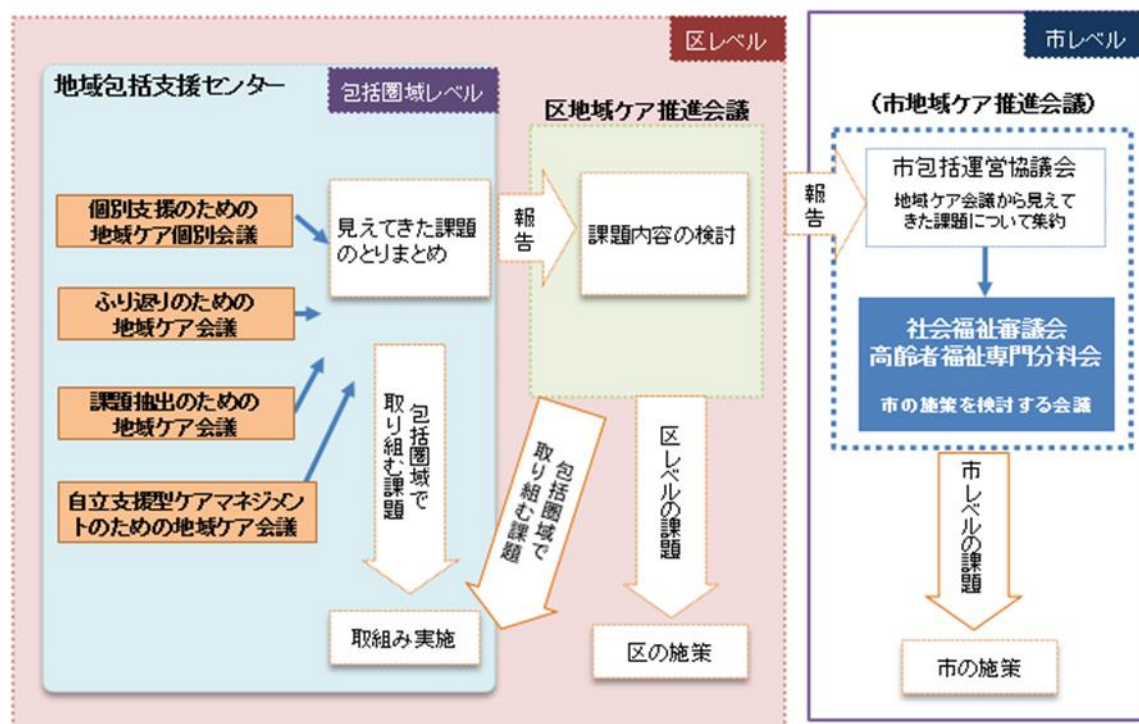 区レベル
市レベル
地域包括支援センター
包括圏域レベル
区地域ケア推進会議
（市地域ケア推進会議）
個別支援のための
地域ケア個別会議
ふり返りのための
地域ケア会議
課題抽出のための
地域ケア会議
自立支援型ケアマネジメン
トのための地域ケア会議
見えてきた課題
のとりまとめ
報告
課題内容の検討
報告
市包括運営協議会
地域ケア会議から見えて
きた課題について集約
社会福祉審議会
高齢者福祉専門分科会
市の施策を検討する会議
包括圏域で
取り組む課題
包括圏域で
取り組む課題
区レベルの課題
市レベルの課題
取組み実施
区の施策
市の施策